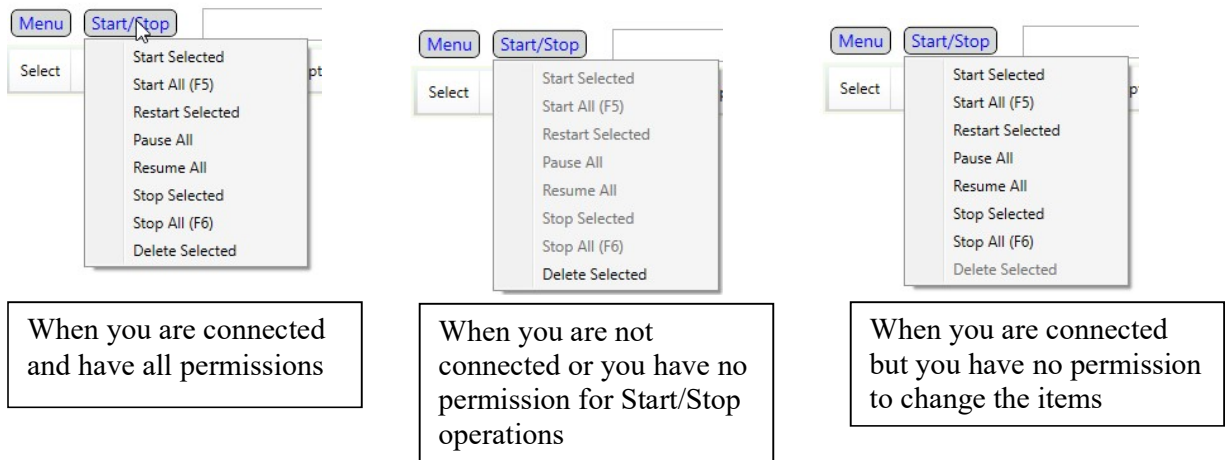 Menu Start/Stop
Start Selected
Select
Start All (F5)
Restart Selected
Pause All
Resume All
Stop Selected
Stop All (F6)
Delete Selected
When you are connected
and have all permissions
Menu Start/Stop
Start Selected
Select
Start All (F5)
Restart Selected
Pause All
Resume All
Stop Selected
Stop All (F6)
Delete Selected
When you are not
connected or you have no
permission for Start/Stop
operations
Menu Start/Stop
Start Selected
Select
Start All (F5)
Restart Selected
Pause All
Resume All
Stop Selected
Stop All (F6)
Delete Selected
When you are connected
but you have no permission
to change the items